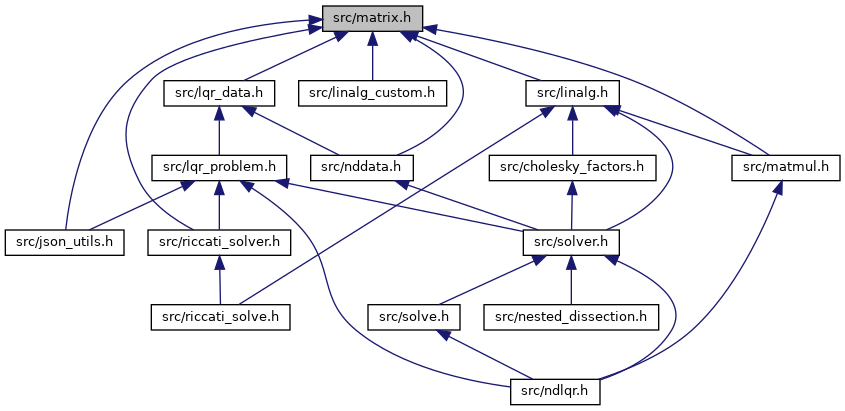 src/matrix.h
src/lqr_data.h
src/linalg_custom.h
src/linalg.h
src/lqr_problem.h
src/nddata.h
src/cholesky_factors.h
src/matmul.h
src/json_utils.h
src/riccati_solver.h
src/solver.h
src/riccati_solve.h
src/solve.h
src/nested_dissection.h
src/ndlqr.h